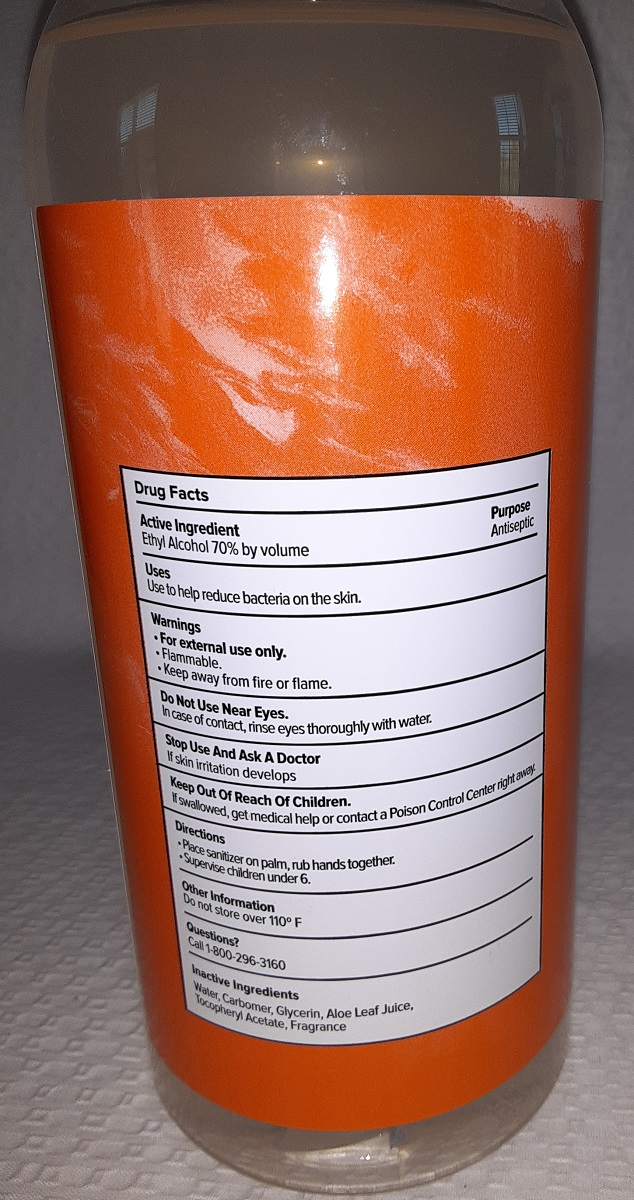 Drug Facts
Active Ingredient
Purpose
Ethyl Alcohol 70% by volume
Antiseptic
Uses
Use to help reduce bacteria on the skin.
Warnings
• For external use only.
• Flammable.
• Keep away from fire or flame.
Do Not Use Near Eyes.
In case of contact, rinse eyes thoroughly with water.
Stop Use And Ask A Doctor
If skin irritation develops
Keep Out Of Reach Of Children.
If swallowed, get medical help or contact a Poison Control Center right away.
Directions
• Place sanitizer on palm, rub hands together.
• Supervise children under 6.
Other Information
Do not store over 110º F
Questions?
Call 1-800-296-3160
Inactive Ingredients
Water, Carbomer, Glycerin, Aloe Leaf Juice,
Tocopheryl Acetate, Fragrance